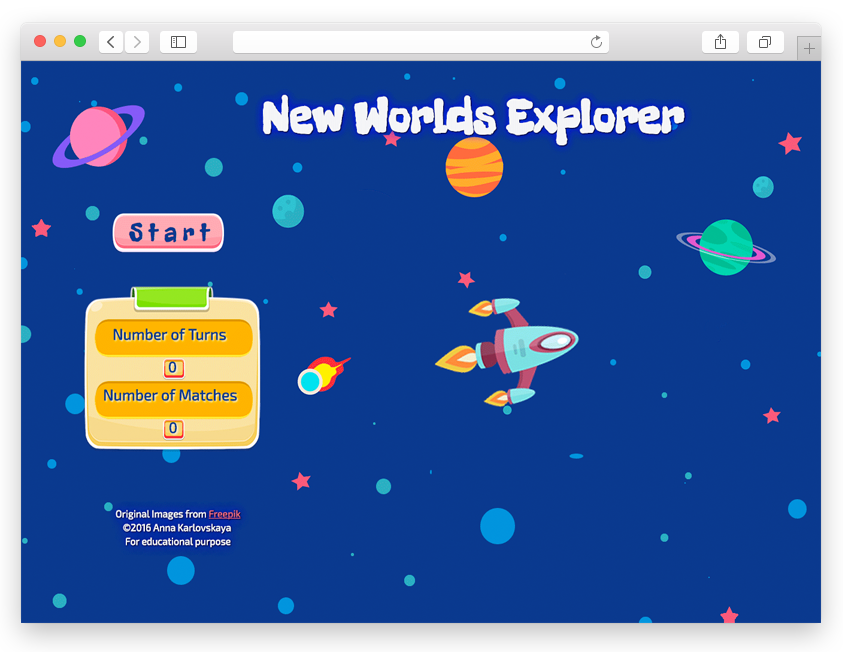 New Worlds Explorer
Start
Number of Turns
0
Number of Matches
0
Original Images from Freepik
©2016 Anna Karlovskaya
For educational purpose